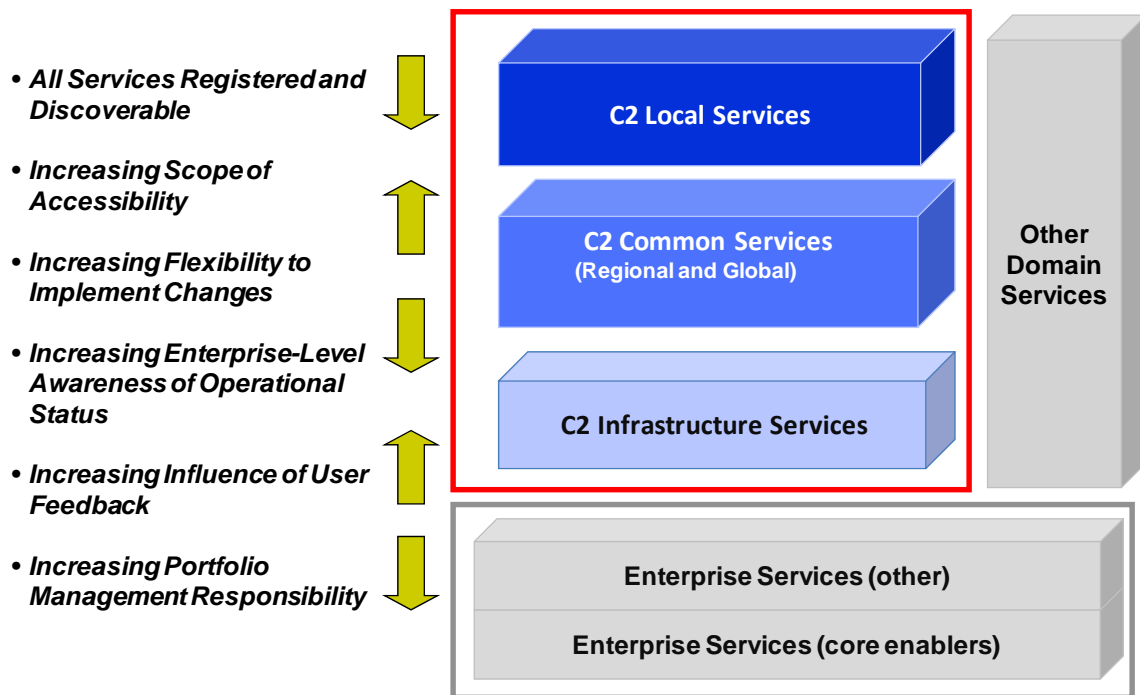 • All Services Registered and
Discoverable
• Increasing Scope of
Accessibility
• Increasing Flexibility to
Implement Changes
• Increasing Enterprise-Level
Awareness of Operational
Status
• Increasing Influence of User
Feedback
• Increasing Portfolio
Management Responsibility
C2 Local Services
C2 Common Services
(Regional and Global)
C2 Infrastructure Services
Other
Domain
Services
Enterprise Services (other)
Enterprise Services (core enablers)